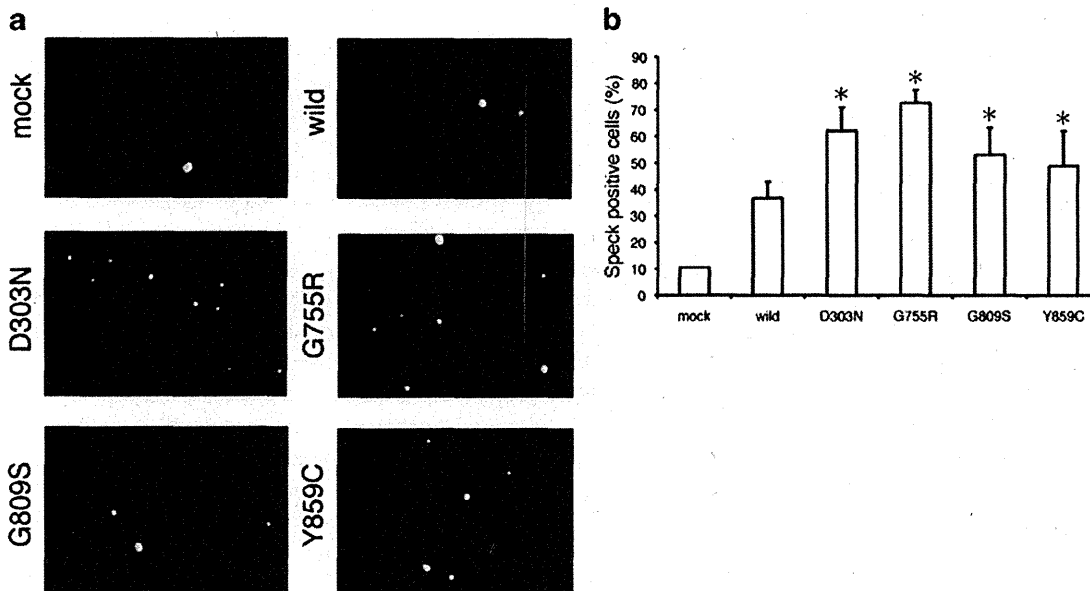 a
mock
wild
D303N
G755R
G809S
Y859C
b
Speck positive cells (%)
90
80
70
60
50
40
30
20
10
0
*
*
*
*
mock
wild
D303N
G755R
G809S
Y859C